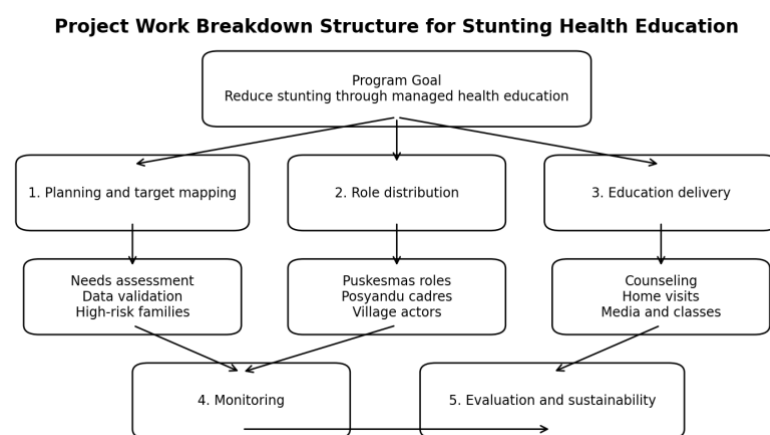 Project Work Breakdown Structure for Stunting Health Education
Program Goal
Reduce stunting through managed health education
1. Planning and target mapping
2. Role distribution
3. Education delivery
Needs assessment
Data validation
High-risk families
Puskesmas roles
Posyandu cadres
Village actors
Counseling
Home visits
Media and classes
4. Monitoring
5. Evaluation and sustainability